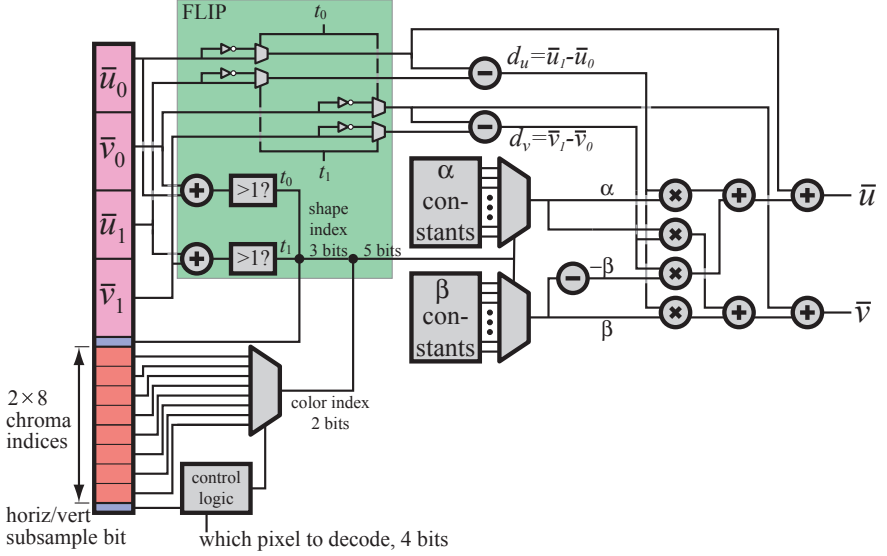 FLIP
t₀
ū₀
d_u=ū₁-ū₀
v̄₀
t₁
d_v=v̄₁-v̄₀
α
con-
stants
α
ū
>1?
t₀
ū₁
shape
index
3 bits
5 bits
>1?
t₁
v̄₁
β
con-
stants
–β
β
v̄
2×8
chroma
indices
color index
2 bits
control
logic
horiz/vert
subsample bit
which pixel to decode, 4 bits